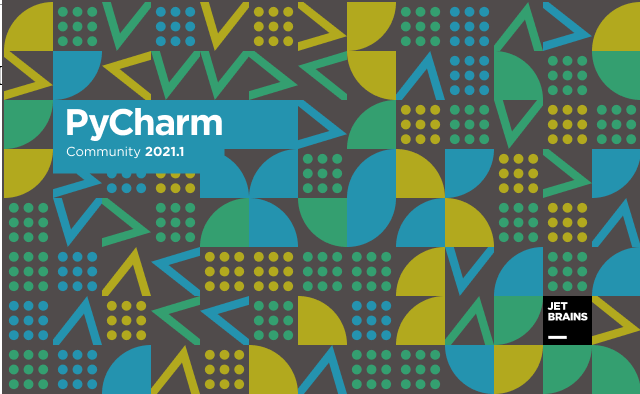 PyCharm
Community 2021.1
JET
BRAINS